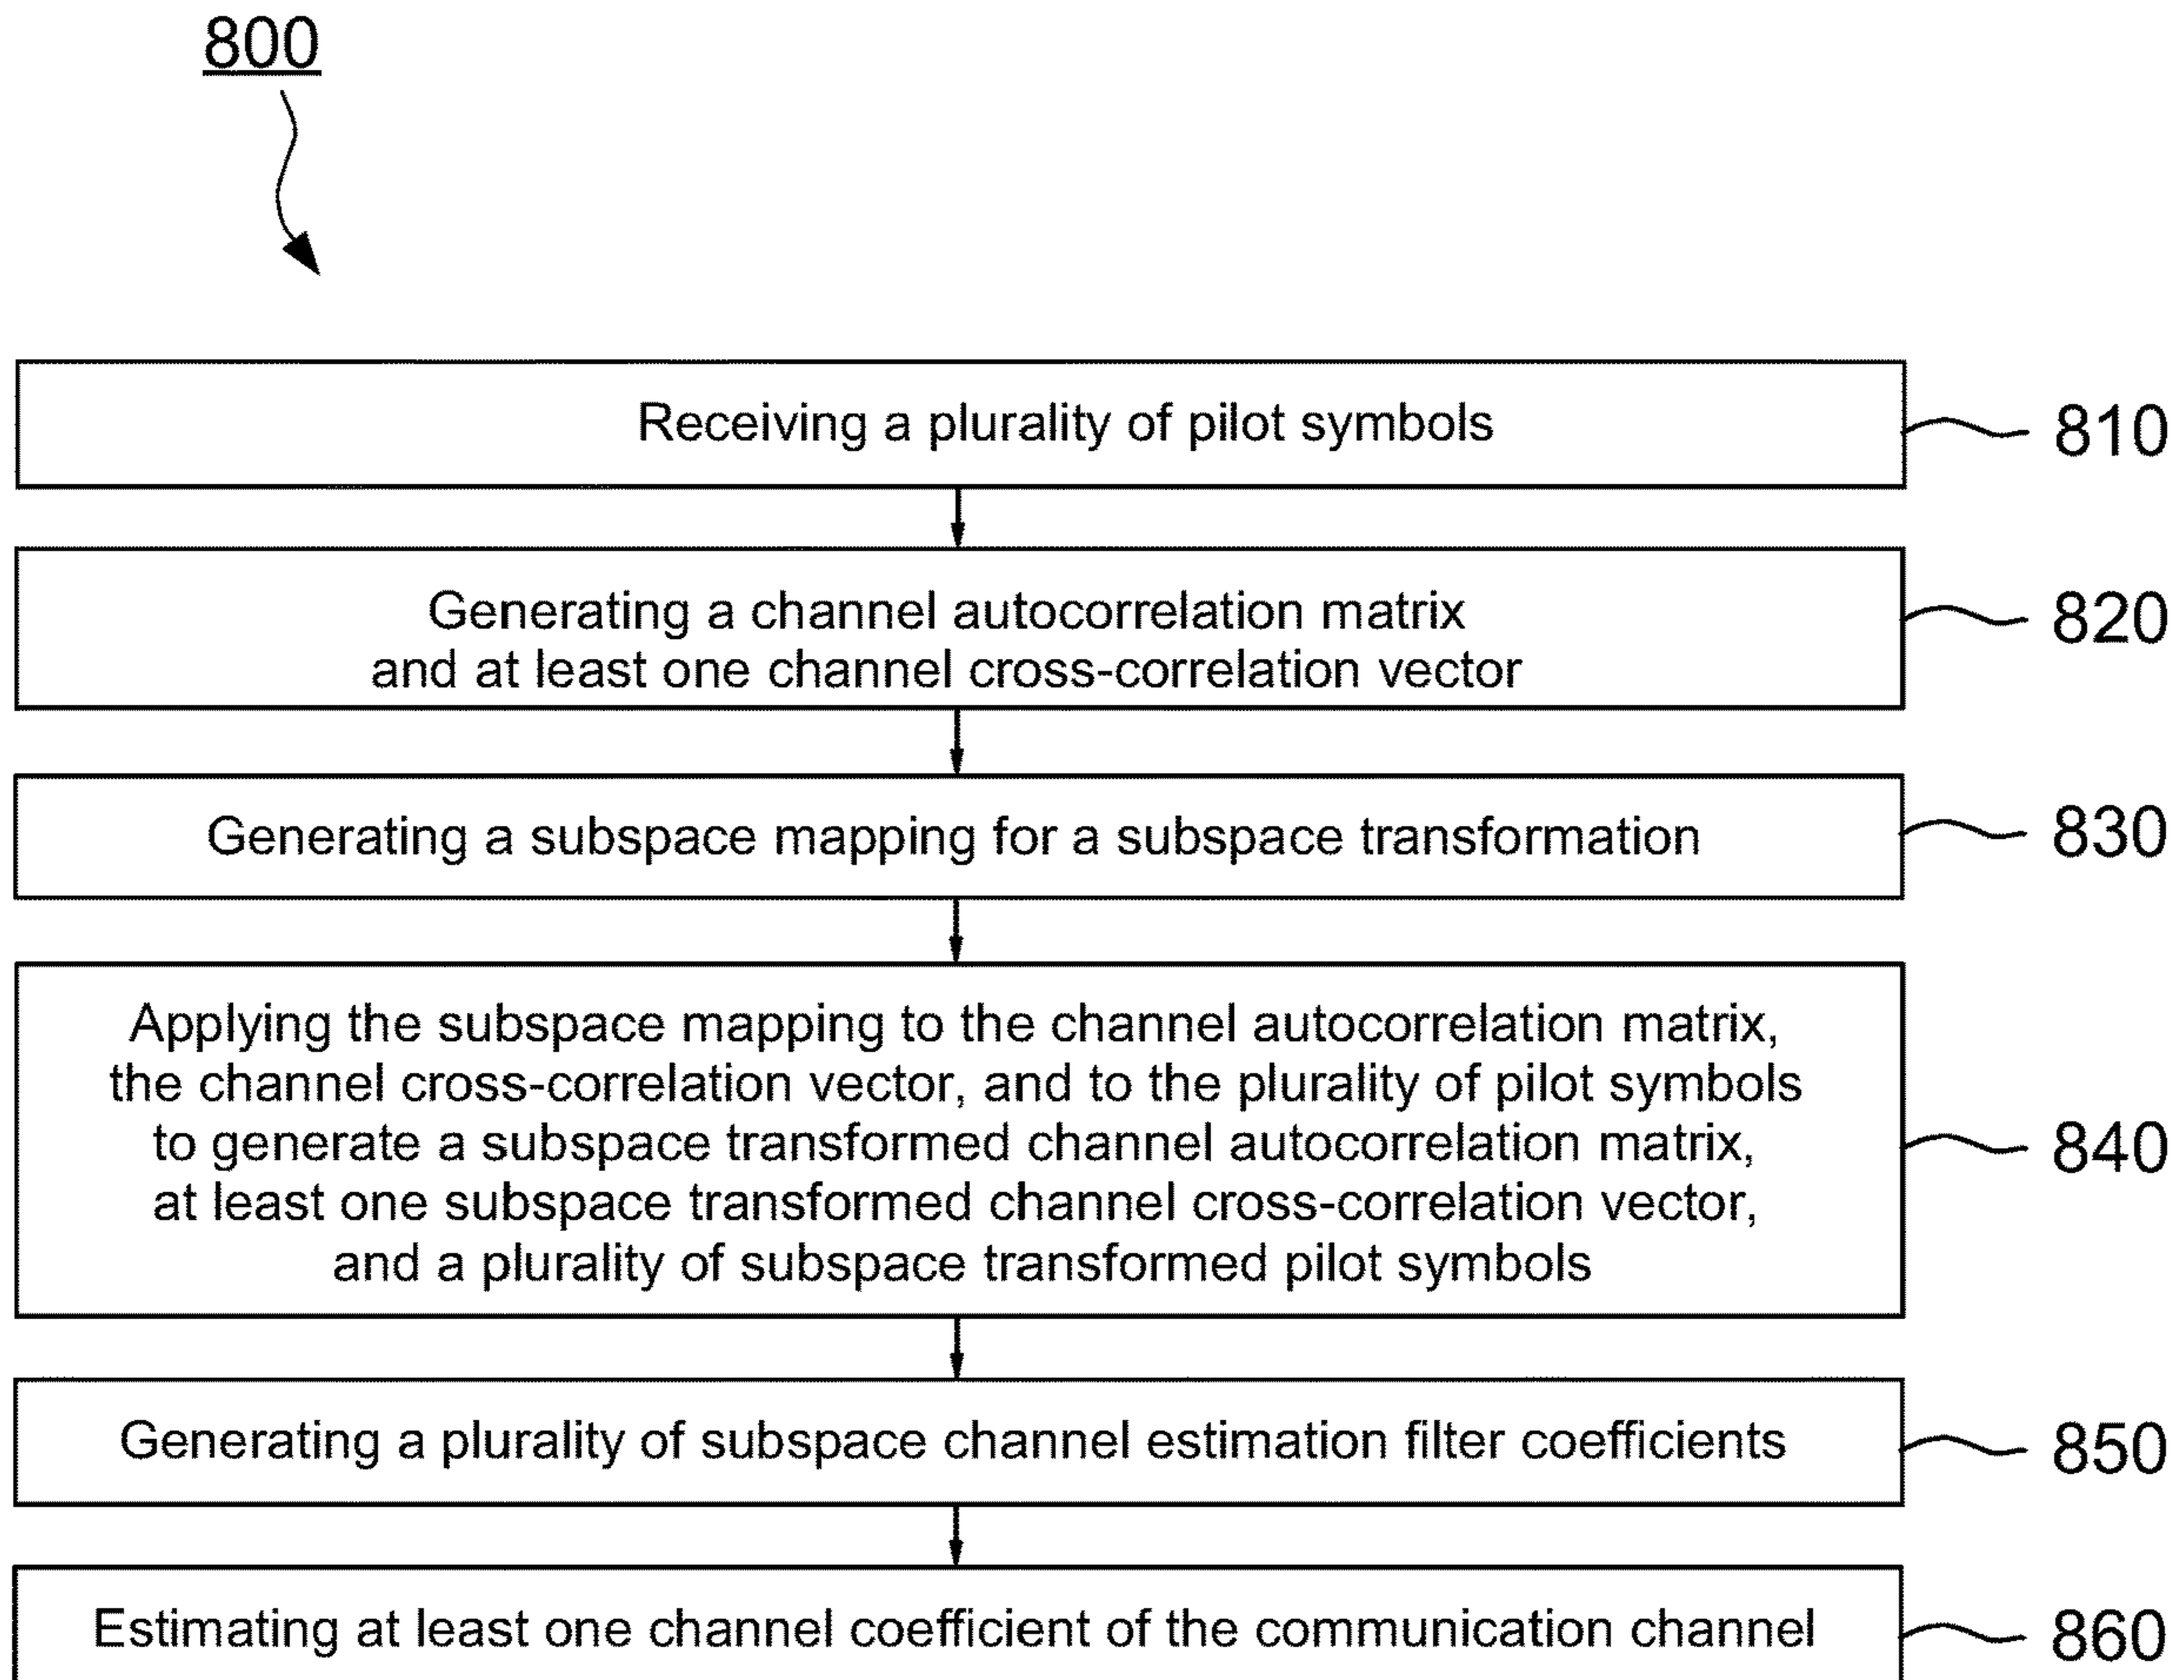 800
Receiving a plurality of pilot symbols
810
Generating a channel autocorrelation matrix
and at least one channel cross-correlation vector
820
Generating a subspace mapping for a subspace transformation
830
Applying the subspace mapping to the channel autocorrelation matrix,
the channel cross-correlation vector, and to the plurality of pilot symbols
to generate a subspace transformed channel autocorrelation matrix,
at least one subspace transformed channel cross-correlation vector,
and a plurality of subspace transformed pilot symbols
840
Generating a plurality of subspace channel estimation filter coefficients
850
Estimating at least one channel coefficient of the communication channel
860